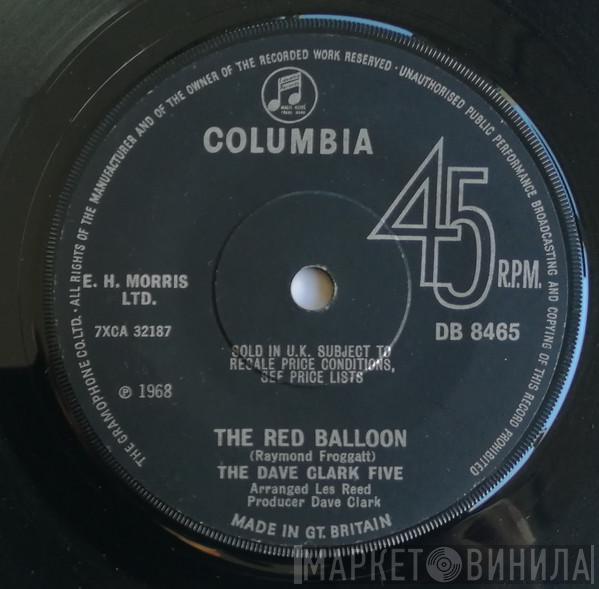 THE GRAMOPHONE CO. LTD. · ALL RIGHTS OF THE MANUFACTURER AND OF THE OWNER OF THE RECORDED WORK RESERVED · UNAUTHORISED PUBLIC PERFORMANCE BROADCASTING AND COPYING OF THIS RECORD PROHIBITED
COLUMBIA
45
R.P.M.
E. H. MORRIS
LTD.
7XCA 32187
DB 8465
SOLD IN U.K. SUBJECT TO
RESALE PRICE CONDITIONS,
SEE PRICE LISTS
℗ 1968
THE RED BALLOON
(Raymond Froggatt)
THE DAVE CLARK FIVE
Arranged Les Reed
Producer Dave Clark
MADE IN GT. BRITAIN
МАРКЕТ ВИНИЛА